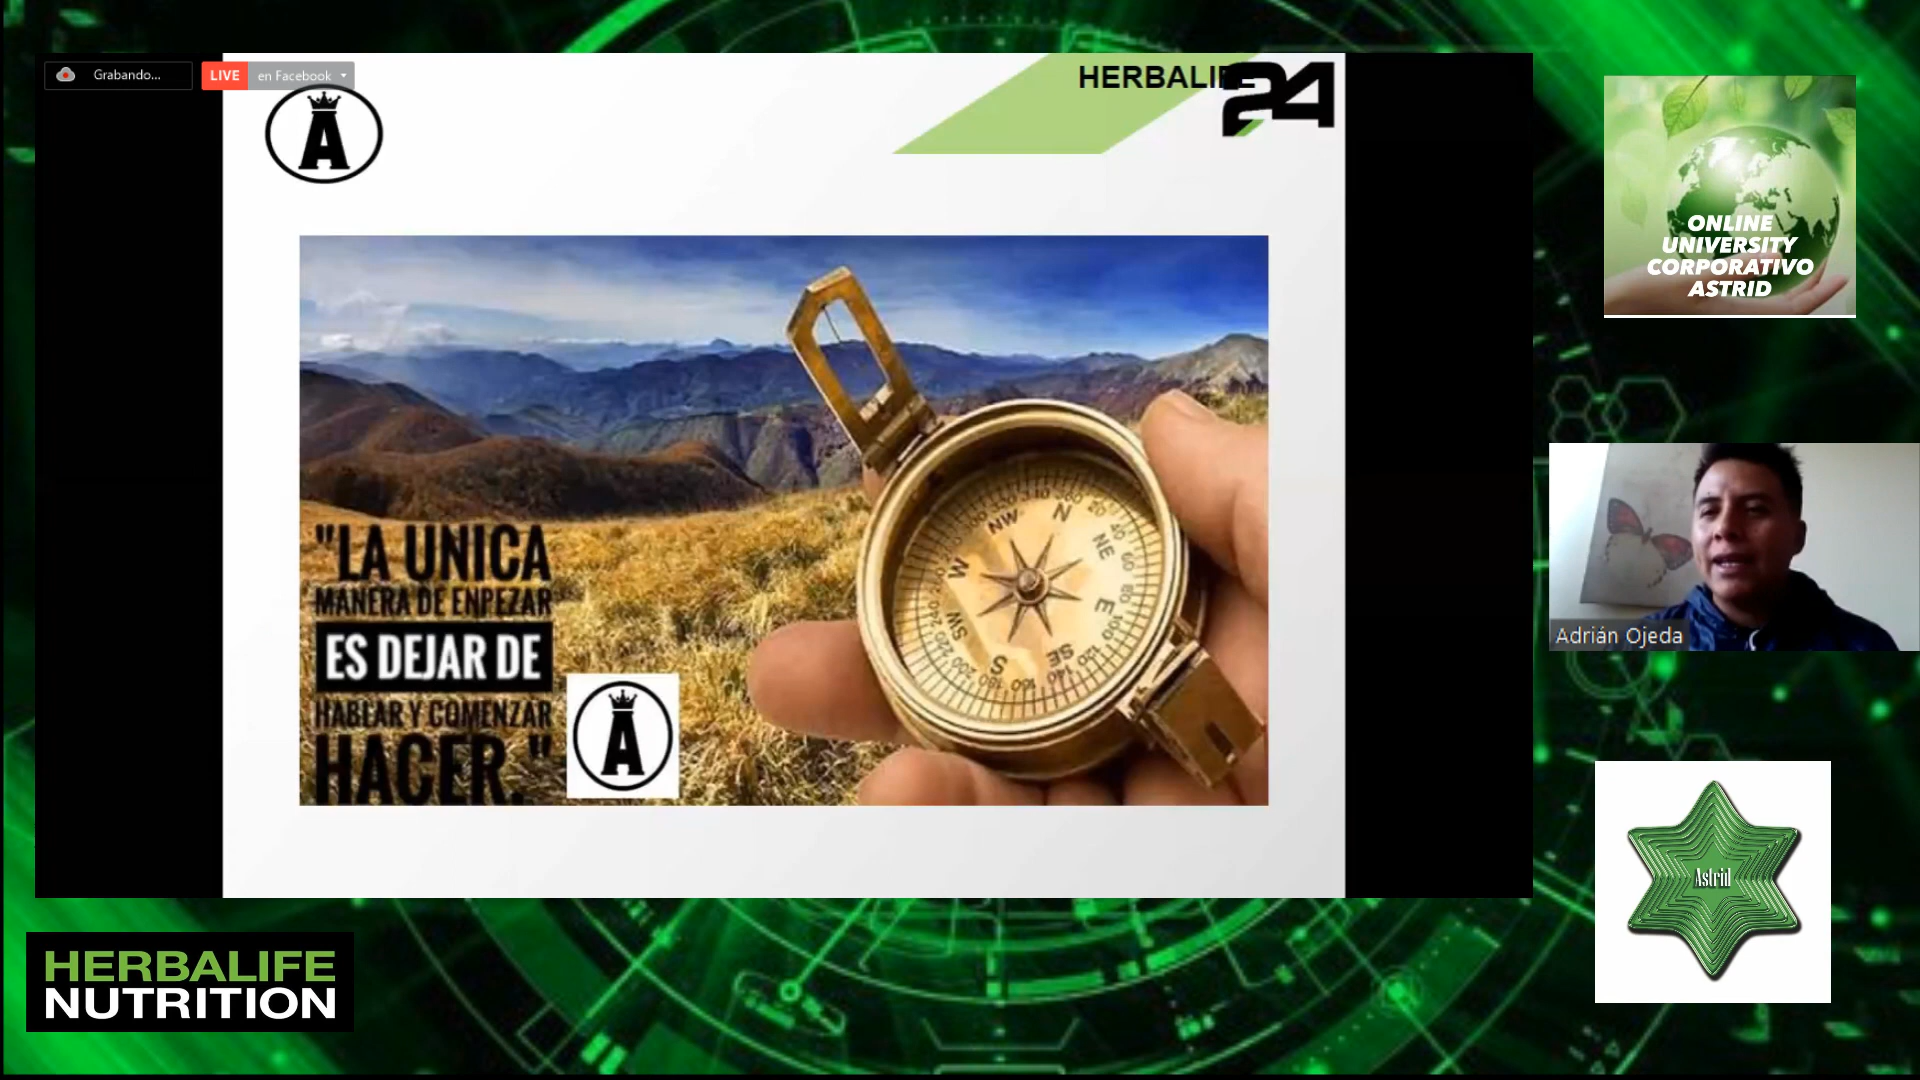 Grabando...
LIVE en Facebook
A
HERBALIFE
24
"LA UNICA
MANERA DE ENPEZAR
ES DEJAR DE
HABLAR Y COMENZAR
HACER."
A
N
NE
E
SE
S
SW
W
NW
ONLINE
UNIVERSITY
CORPORATIVO
ASTRID
Adrián Ojeda
Astrid
HERBALIFE
NUTRITION